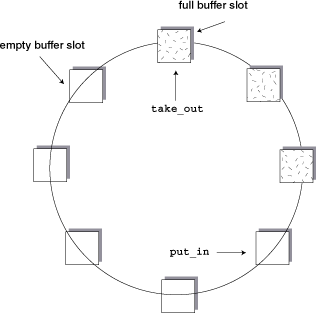 full buffer slot
empty buffer slot
take_out
put_in